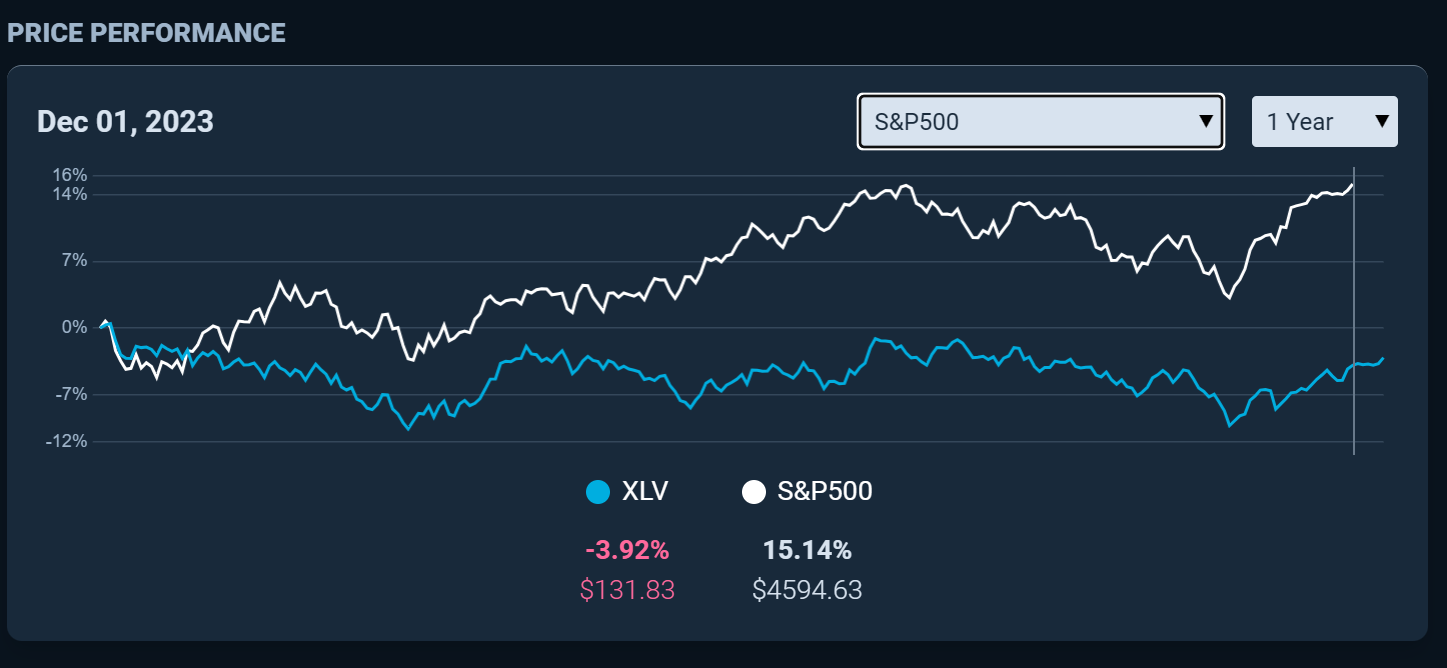 PRICE PERFORMANCE
Dec 01, 2023
S&P500
1 Year
16%
14%
7%
0%
-7%
-12%
XLV
S&P500
-3.92%
15.14%
$131.83
$4594.63